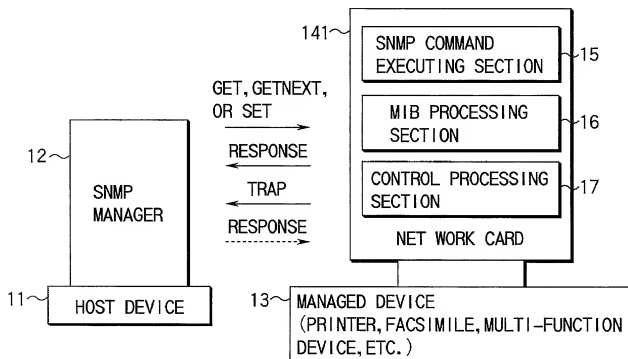 141
SNMP COMMAND
EXECUTING SECTION
15
MIB PROCESSING
SECTION
16
CONTROL PROCESSING
SECTION
17
NET WORK CARD
GET, GETNEXT,
OR SET
RESPONSE
TRAP
RESPONSE
12
SNMP
MANAGER
11
HOST DEVICE
13
MANAGED DEVICE
(PRINTER, FACSIMILE, MULTI-FUNCTION
DEVICE, ETC.)